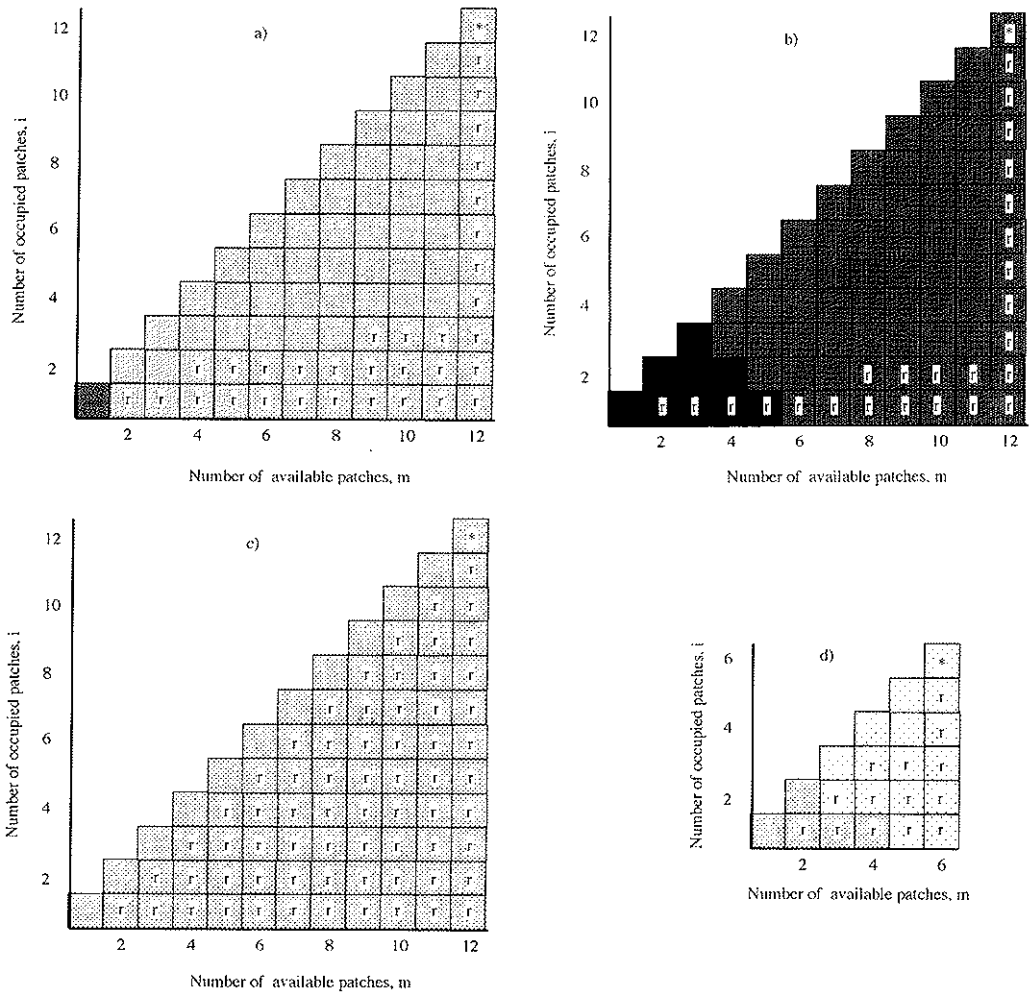 Number of occupied patches, i
a)
12 *
r
10 r
r
8 r
r
6 r
r
4 r
r r r r
2 r r r r r r r r r
r r r r r r r r r r r
2 4 6 8 10 12
Number of available patches, m
Number of occupied patches, i
b)
12 *
r
10 r
r
8 r
r
6 r
r
4 r
r
2 r r r r r
r r r r r r r r r r r
2 4 6 8 10 12
Number of available patches, m
Number of occupied patches, i
c)
12 *
r
10 r r
r r r
8 r r r r
r r r r r
6 r r r r r r
r r r r r r r
4 r r r r r r r r
r r r r r r r r r
2 r r r r r r r r r r
r r r r r r r r r r r
2 4 6 8 10 12
Number of available patches, m
Number of occupied patches, i
d)
6 *
r
4 r
r r r
2 r r r r
r r r r r
2 4 6
Number of available patches, m